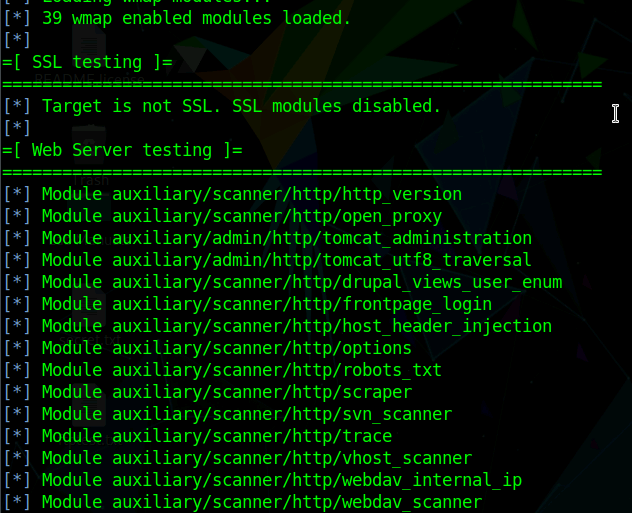 [*] Loading wmap modules...
[*] 39 wmap enabled modules loaded.
[*]
=[ SSL testing ]=
============================================================
[*] Target is not SSL. SSL modules disabled.
[*]
=[ Web Server testing ]=
============================================================
[*] Module auxiliary/scanner/http/http_version
[*] Module auxiliary/scanner/http/open_proxy
[*] Module auxiliary/admin/http/tomcat_administration
[*] Module auxiliary/admin/http/tomcat_utf8_traversal
[*] Module auxiliary/scanner/http/drupal_views_user_enum
[*] Module auxiliary/scanner/http/frontpage_login
[*] Module auxiliary/scanner/http/host_header_injection
[*] Module auxiliary/scanner/http/options
[*] Module auxiliary/scanner/http/robots_txt
[*] Module auxiliary/scanner/http/scraper
[*] Module auxiliary/scanner/http/svn_scanner
[*] Module auxiliary/scanner/http/trace
[*] Module auxiliary/scanner/http/vhost_scanner
[*] Module auxiliary/scanner/http/webdav_internal_ip
[*] Module auxiliary/scanner/http/webdav_scanner